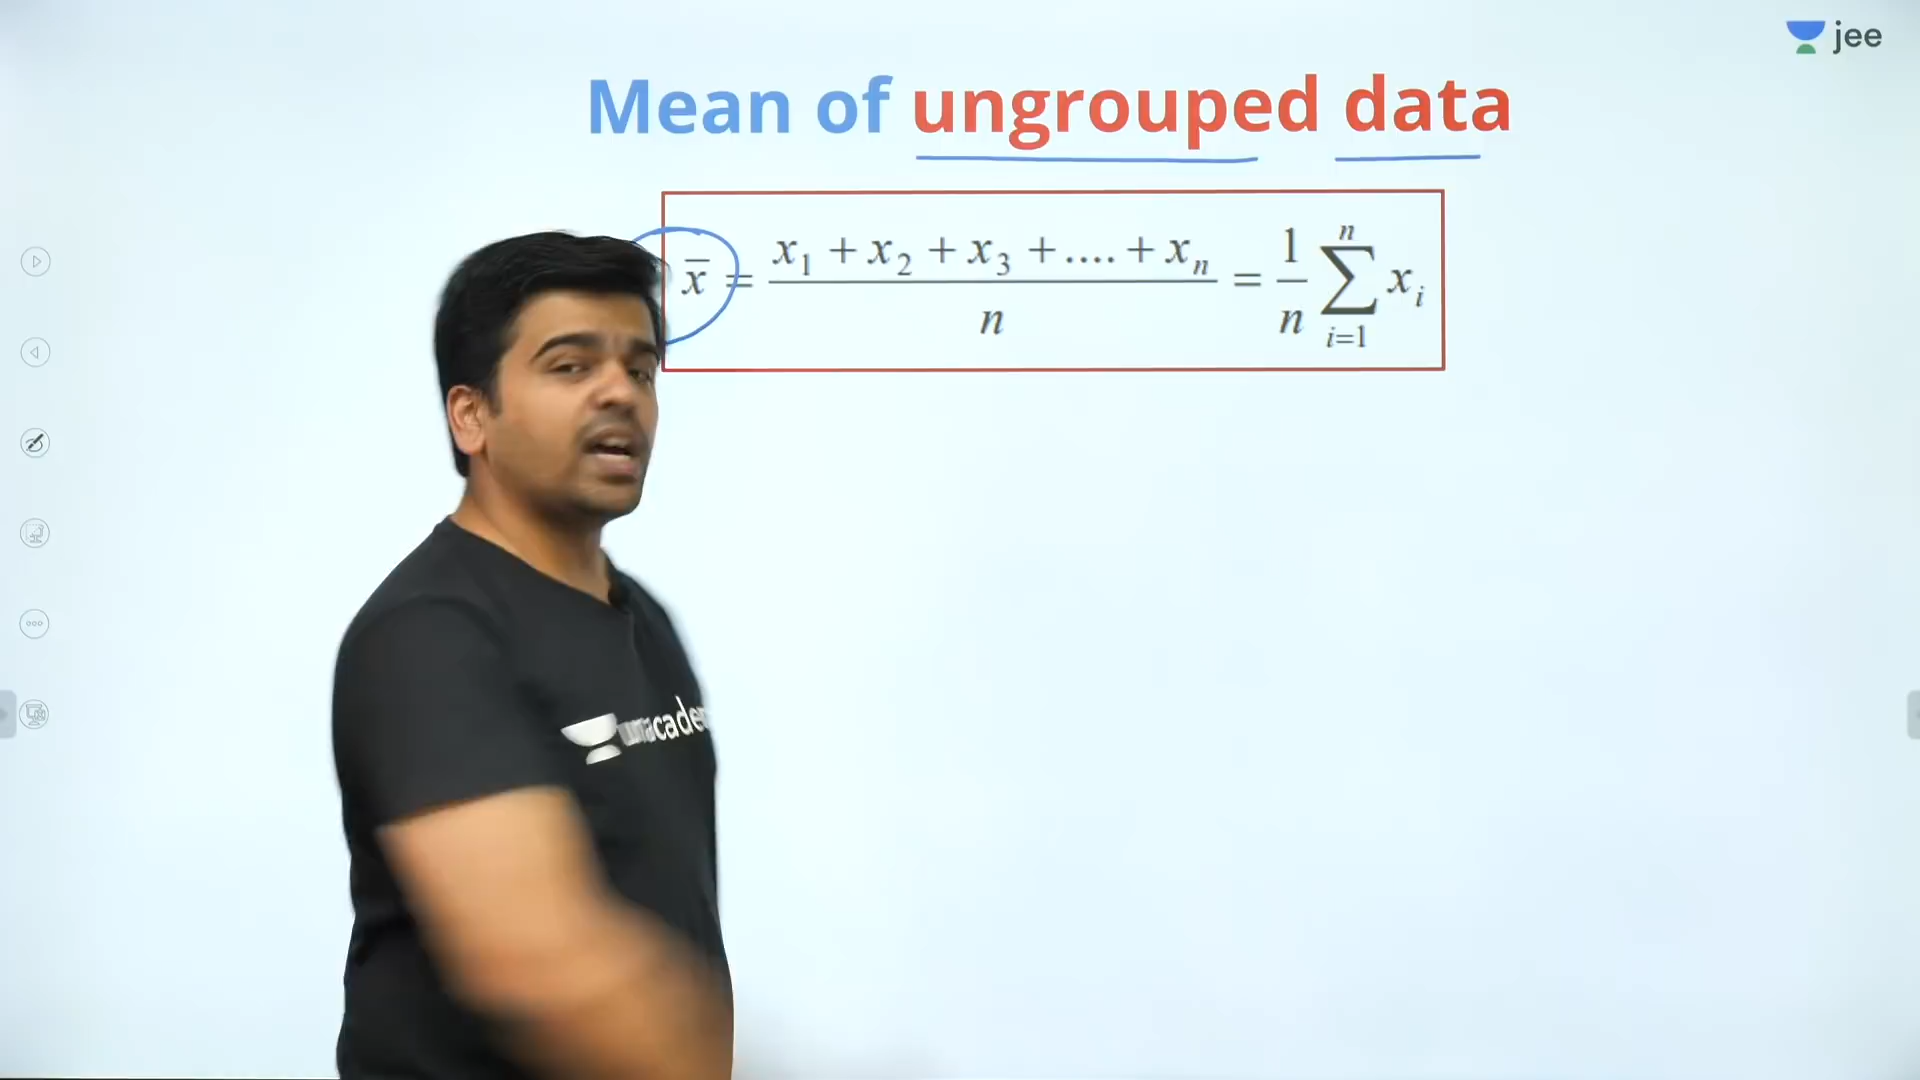 jee
Mean of ungrouped data
x̄ = (x₁ + x₂ + x₃ + .... + xₙ) / n = (1/n) ∑ᵢ₌₁ⁿ xᵢ